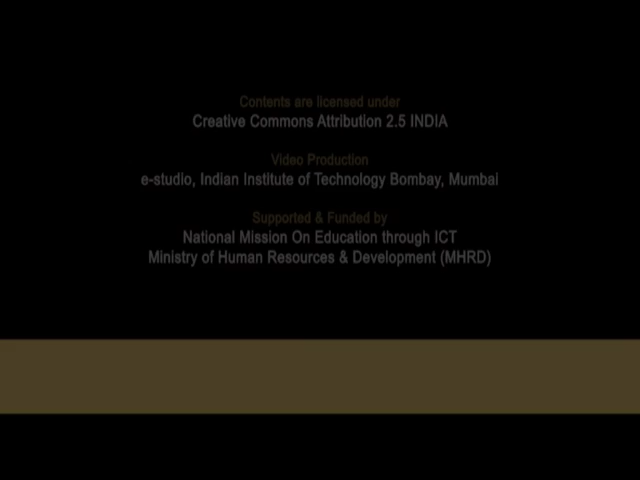 Contents are licensed under
Creative Commons Attribution 2.5 INDIA
Video Production
e-studio, Indian Institute of Technology Bombay, Mumbai
Supported & Funded by
National Mission On Education through ICT
Ministry of Human Resources & Development (MHRD)